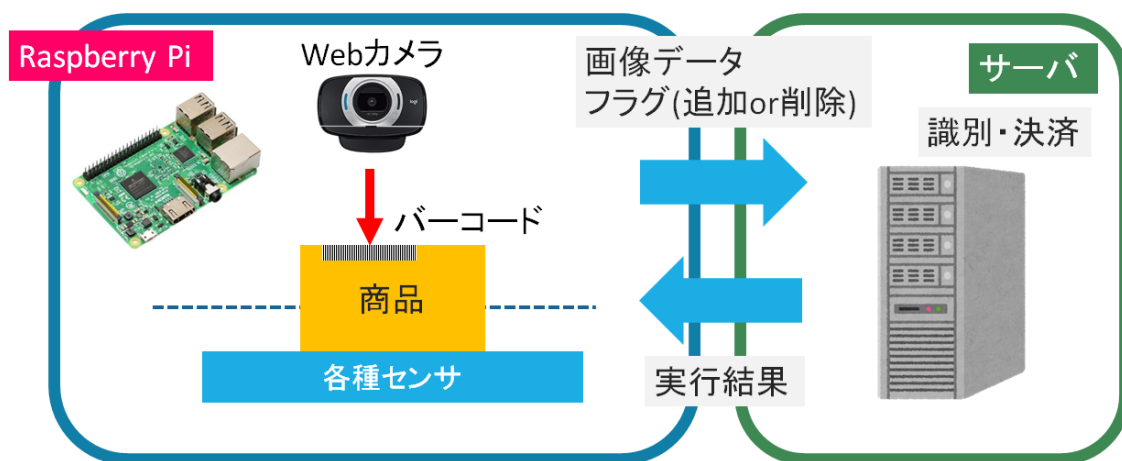 Raspberry Pi
Webカメラ
バーコード
商品
各種センサ
画像データ
フラグ(追加or削除)
実行結果
サーバ
識別・決済
logi